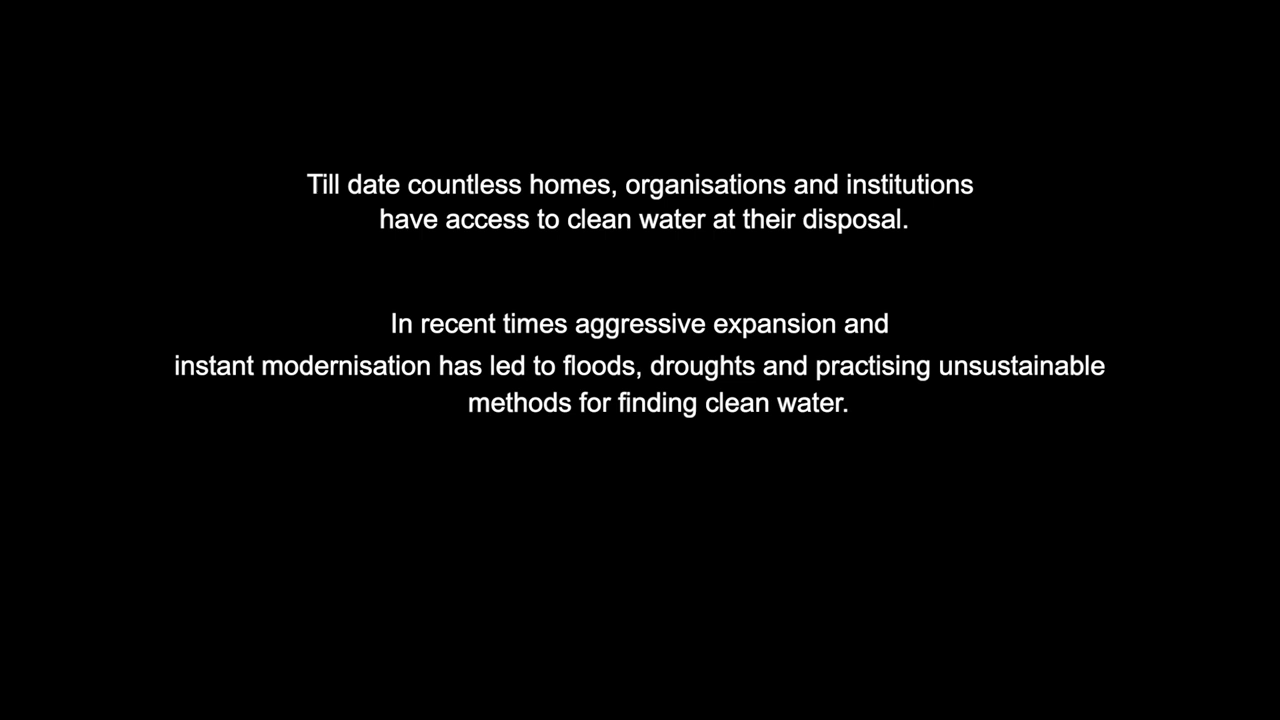 Till date countless homes, organisations and institutions
have access to clean water at their disposal.
In recent times aggressive expansion and
instant modernisation has led to floods, droughts and practising unsustainable
methods for finding clean water.